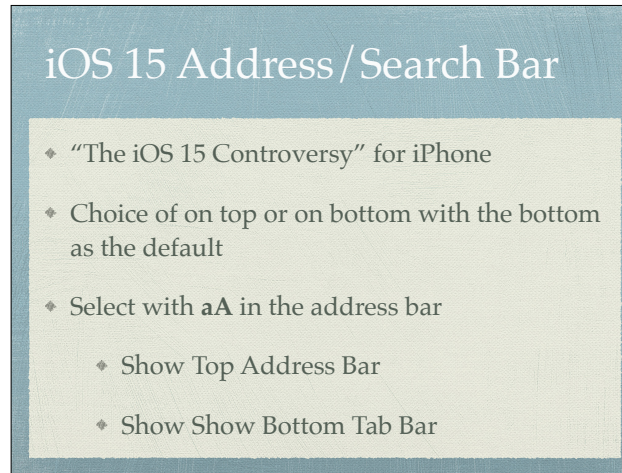 iOS 15 Address/Search Bar
“The iOS 15 Controversy” for iPhone
Choice of on top or on bottom with the bottom
as the default
Select with aA in the address bar
Show Top Address Bar
Show Show Bottom Tab Bar